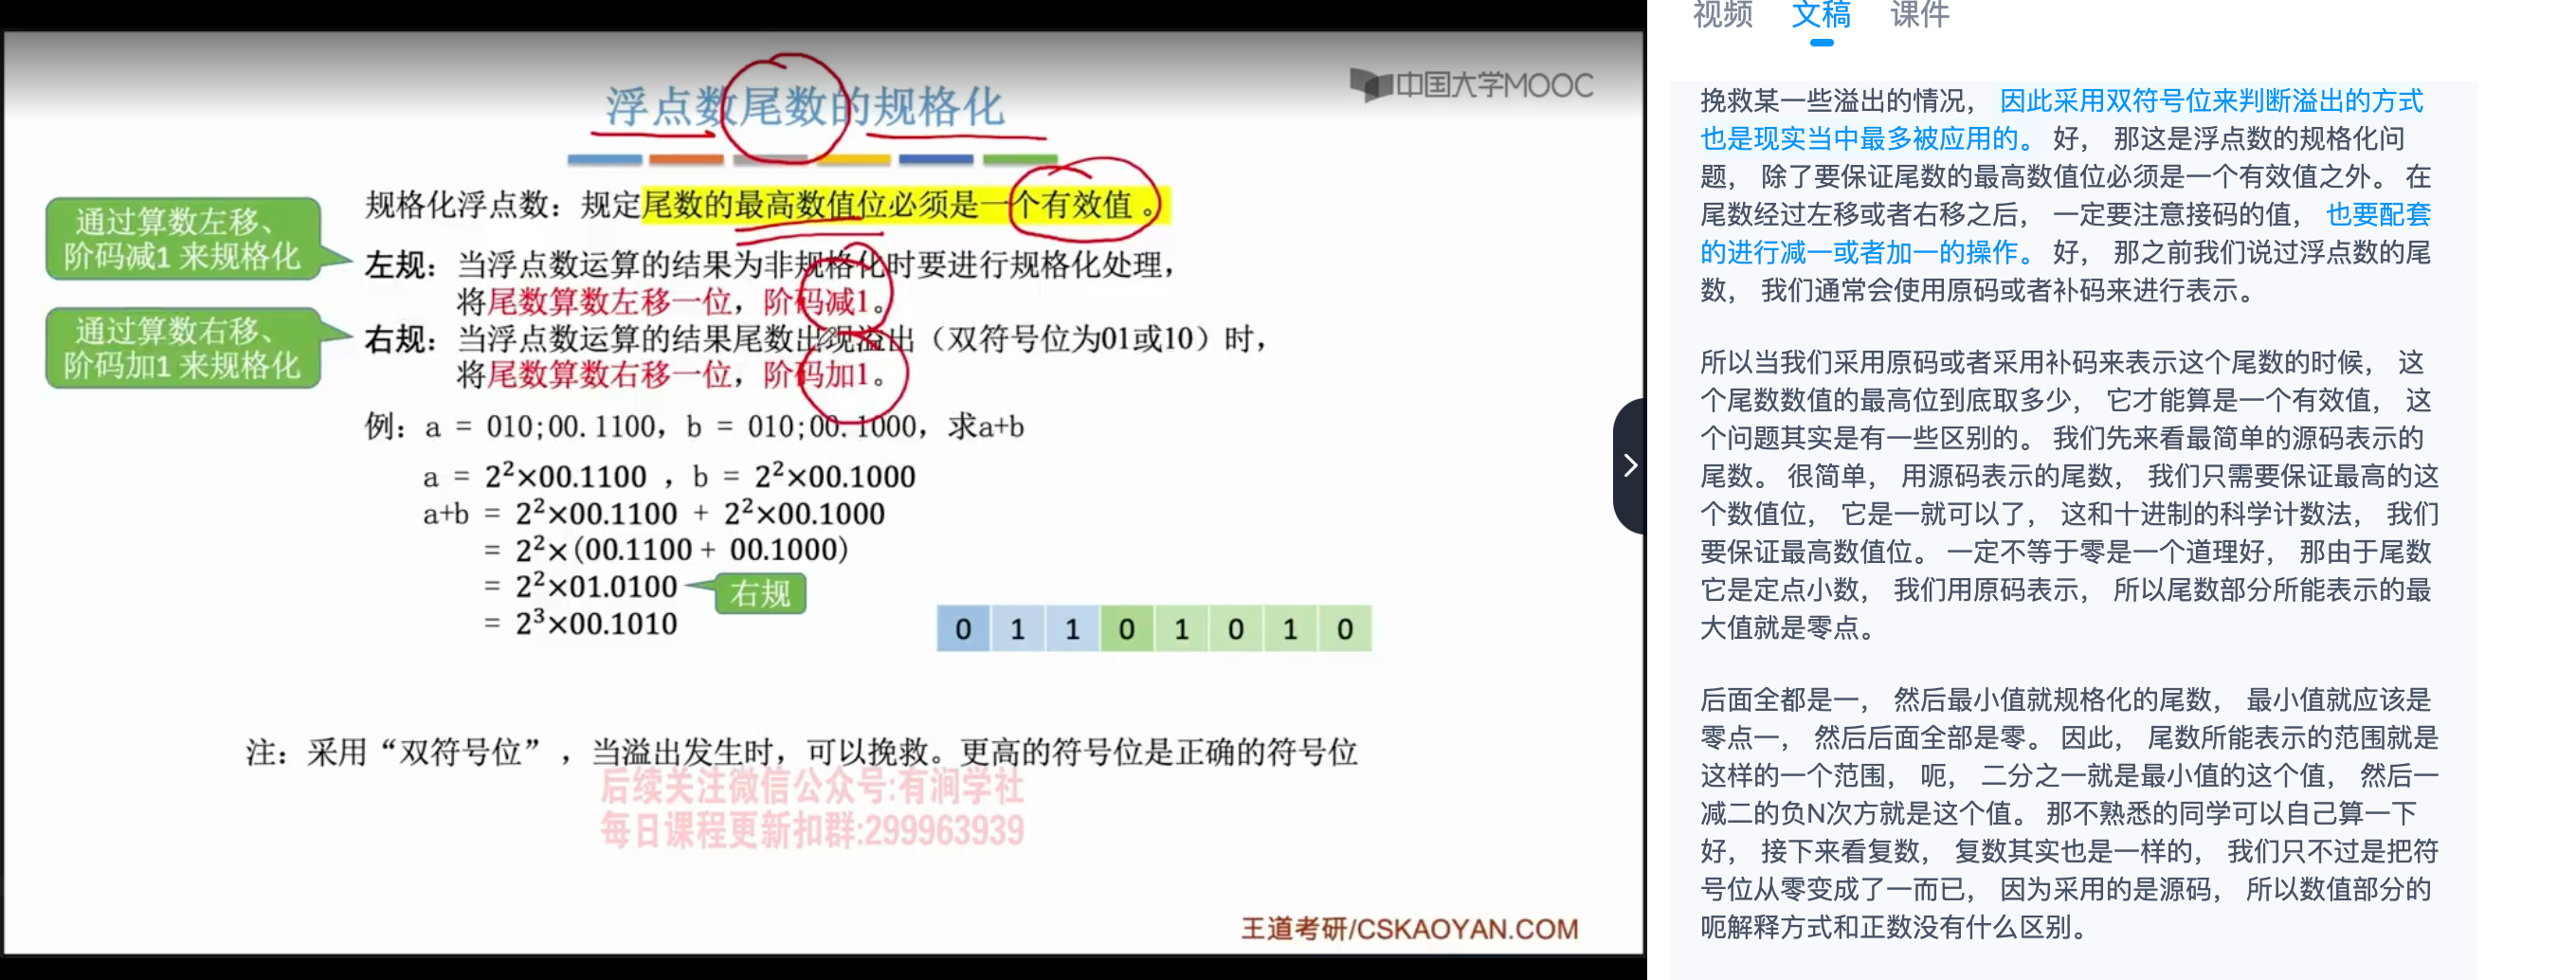 浮点数尾数的规格化
中国大学MOOC
规格化浮点数：规定尾数的最高数值位必须是一个有效值 。
通过算数左移、
阶码减1 来规格化
左规：当浮点数运算的结果为非规格化时要进行规格化处理，
将尾数算数左移一位，阶码减1。
通过算数右移、
阶码加1 来规格化
右规：当浮点数运算的结果尾数出现溢出（双符号位为01或10）时，
将尾数算数右移一位，阶码加1。
例：a = 010;00.1100，b = 010;00.1000，求a+b
a = 2²×00.1100 ，b = 2²×00.1000
a+b = 2²×00.1100 + 2²×00.1000
= 2²×(00.1100 + 00.1000)
= 2²×01.0100
右规
= 2³×00.1010
0 1 1 0 1 0 1 0
注：采用“双符号位”，当溢出发生时，可以挽救。更高的符号位是正确的符号位
后续关注微信公众号:有涧学社
每日课程更新扣群:299963939
王道考研/CSKAOYAN.COM
视频 文稿 课件
挽救某一些溢出的情况， 因此采用双符号位来判断溢出的方式
也是现实当中最多被应用的。 好， 那这是浮点数的规格化问
题， 除了要保证尾数的最高数值位必须是一个有效值之外。 在
尾数经过左移或者右移之后， 一定要注意接码的值， 也要配套
的进行减一或者加一的操作。 好， 那之前我们说过浮点数的尾
数， 我们通常会使用原码或者补码来进行表示。
所以当我们采用原码或者采用补码来表示这个尾数的时候， 这
个尾数数值的最高位到底取多少， 它才能算是一个有效值， 这
个问题其实是有一些区别的。 我们先来看最简单的源码表示的
尾数。 很简单， 用源码表示的尾数， 我们只需要保证最高的这
个数值位， 它是一就可以了， 这和十进制的科学计数法， 我们
要保证最高数值位。 一定不等于零是一个道理好， 那由于尾数
它是定点小数， 我们用原码表示， 所以尾数部分所能表示的最
大值就是零点。
后面全都是一， 然后最小值就规格化的尾数， 最小值就应该是
零点一， 然后后面全部是零。 因此， 尾数所能表示的范围就是
这样的一个范围， 呃， 二分之一就是最小值的这个值， 然后一
减二的负N次方就是这个值。 那不熟悉的同学可以自己算一下
好， 接下来看复数， 复数其实也是一样的， 我们只不过是把符
号位从零变成了一而已， 因为采用的是源码， 所以数值部分的
呃解释方式和正数没有什么区别。